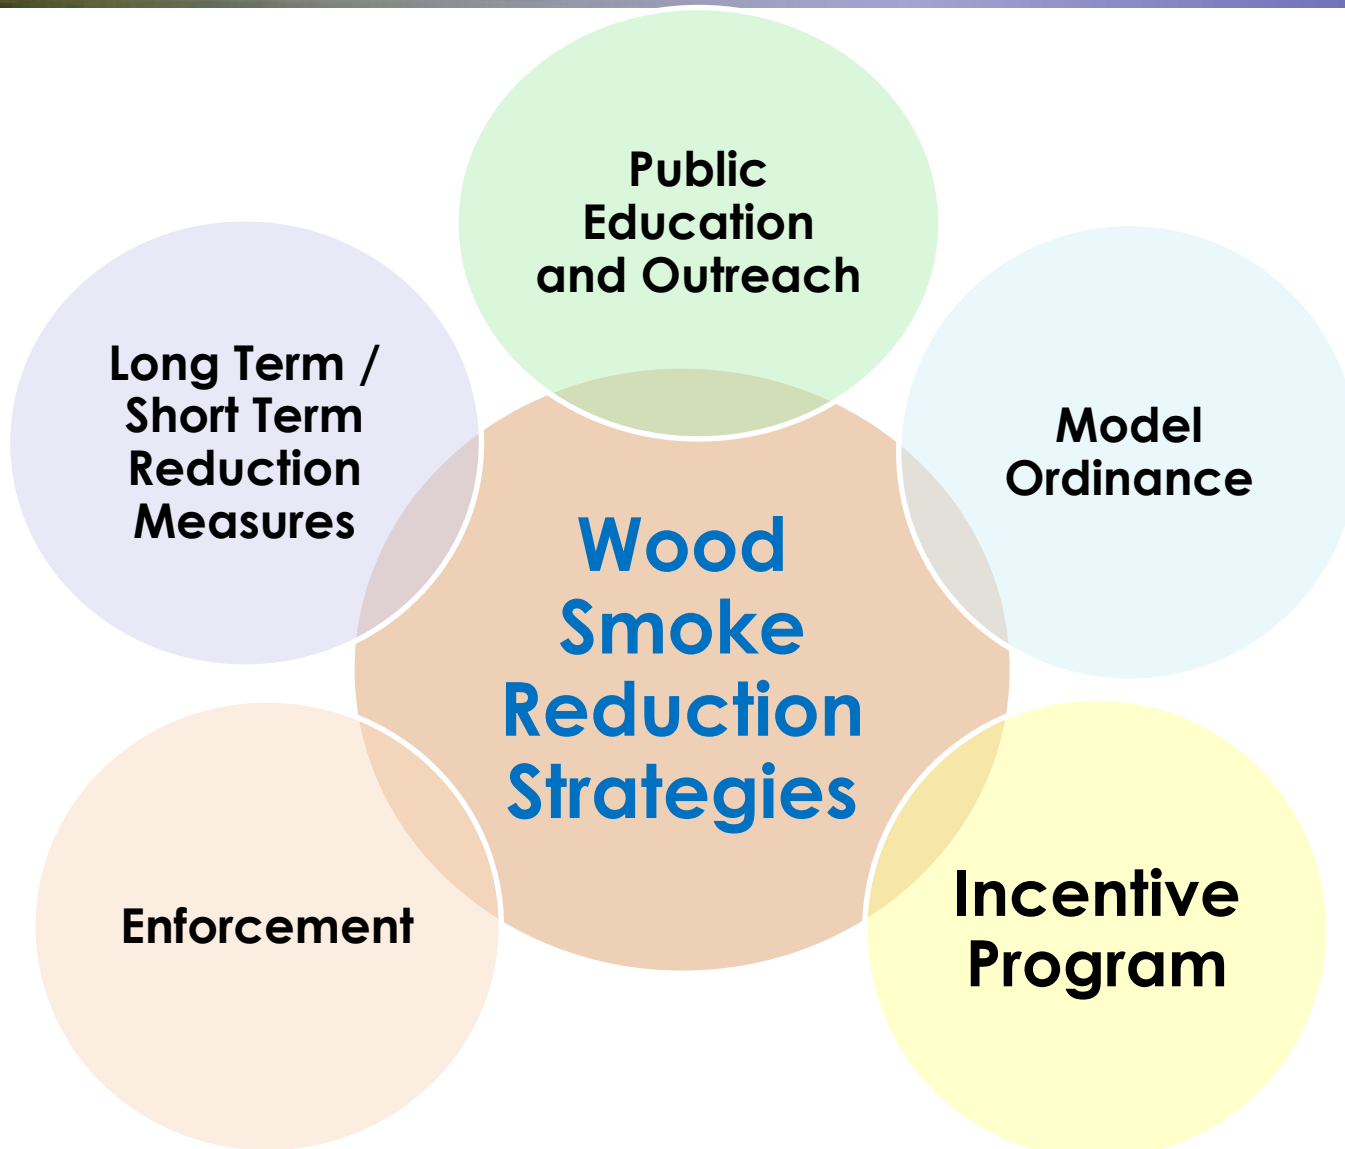 Public
Education
and Outreach
Long Term /
Short Term
Reduction
Measures
Model
Ordinance
Wood
Smoke
Reduction
Strategies
Enforcement
Incentive
Program